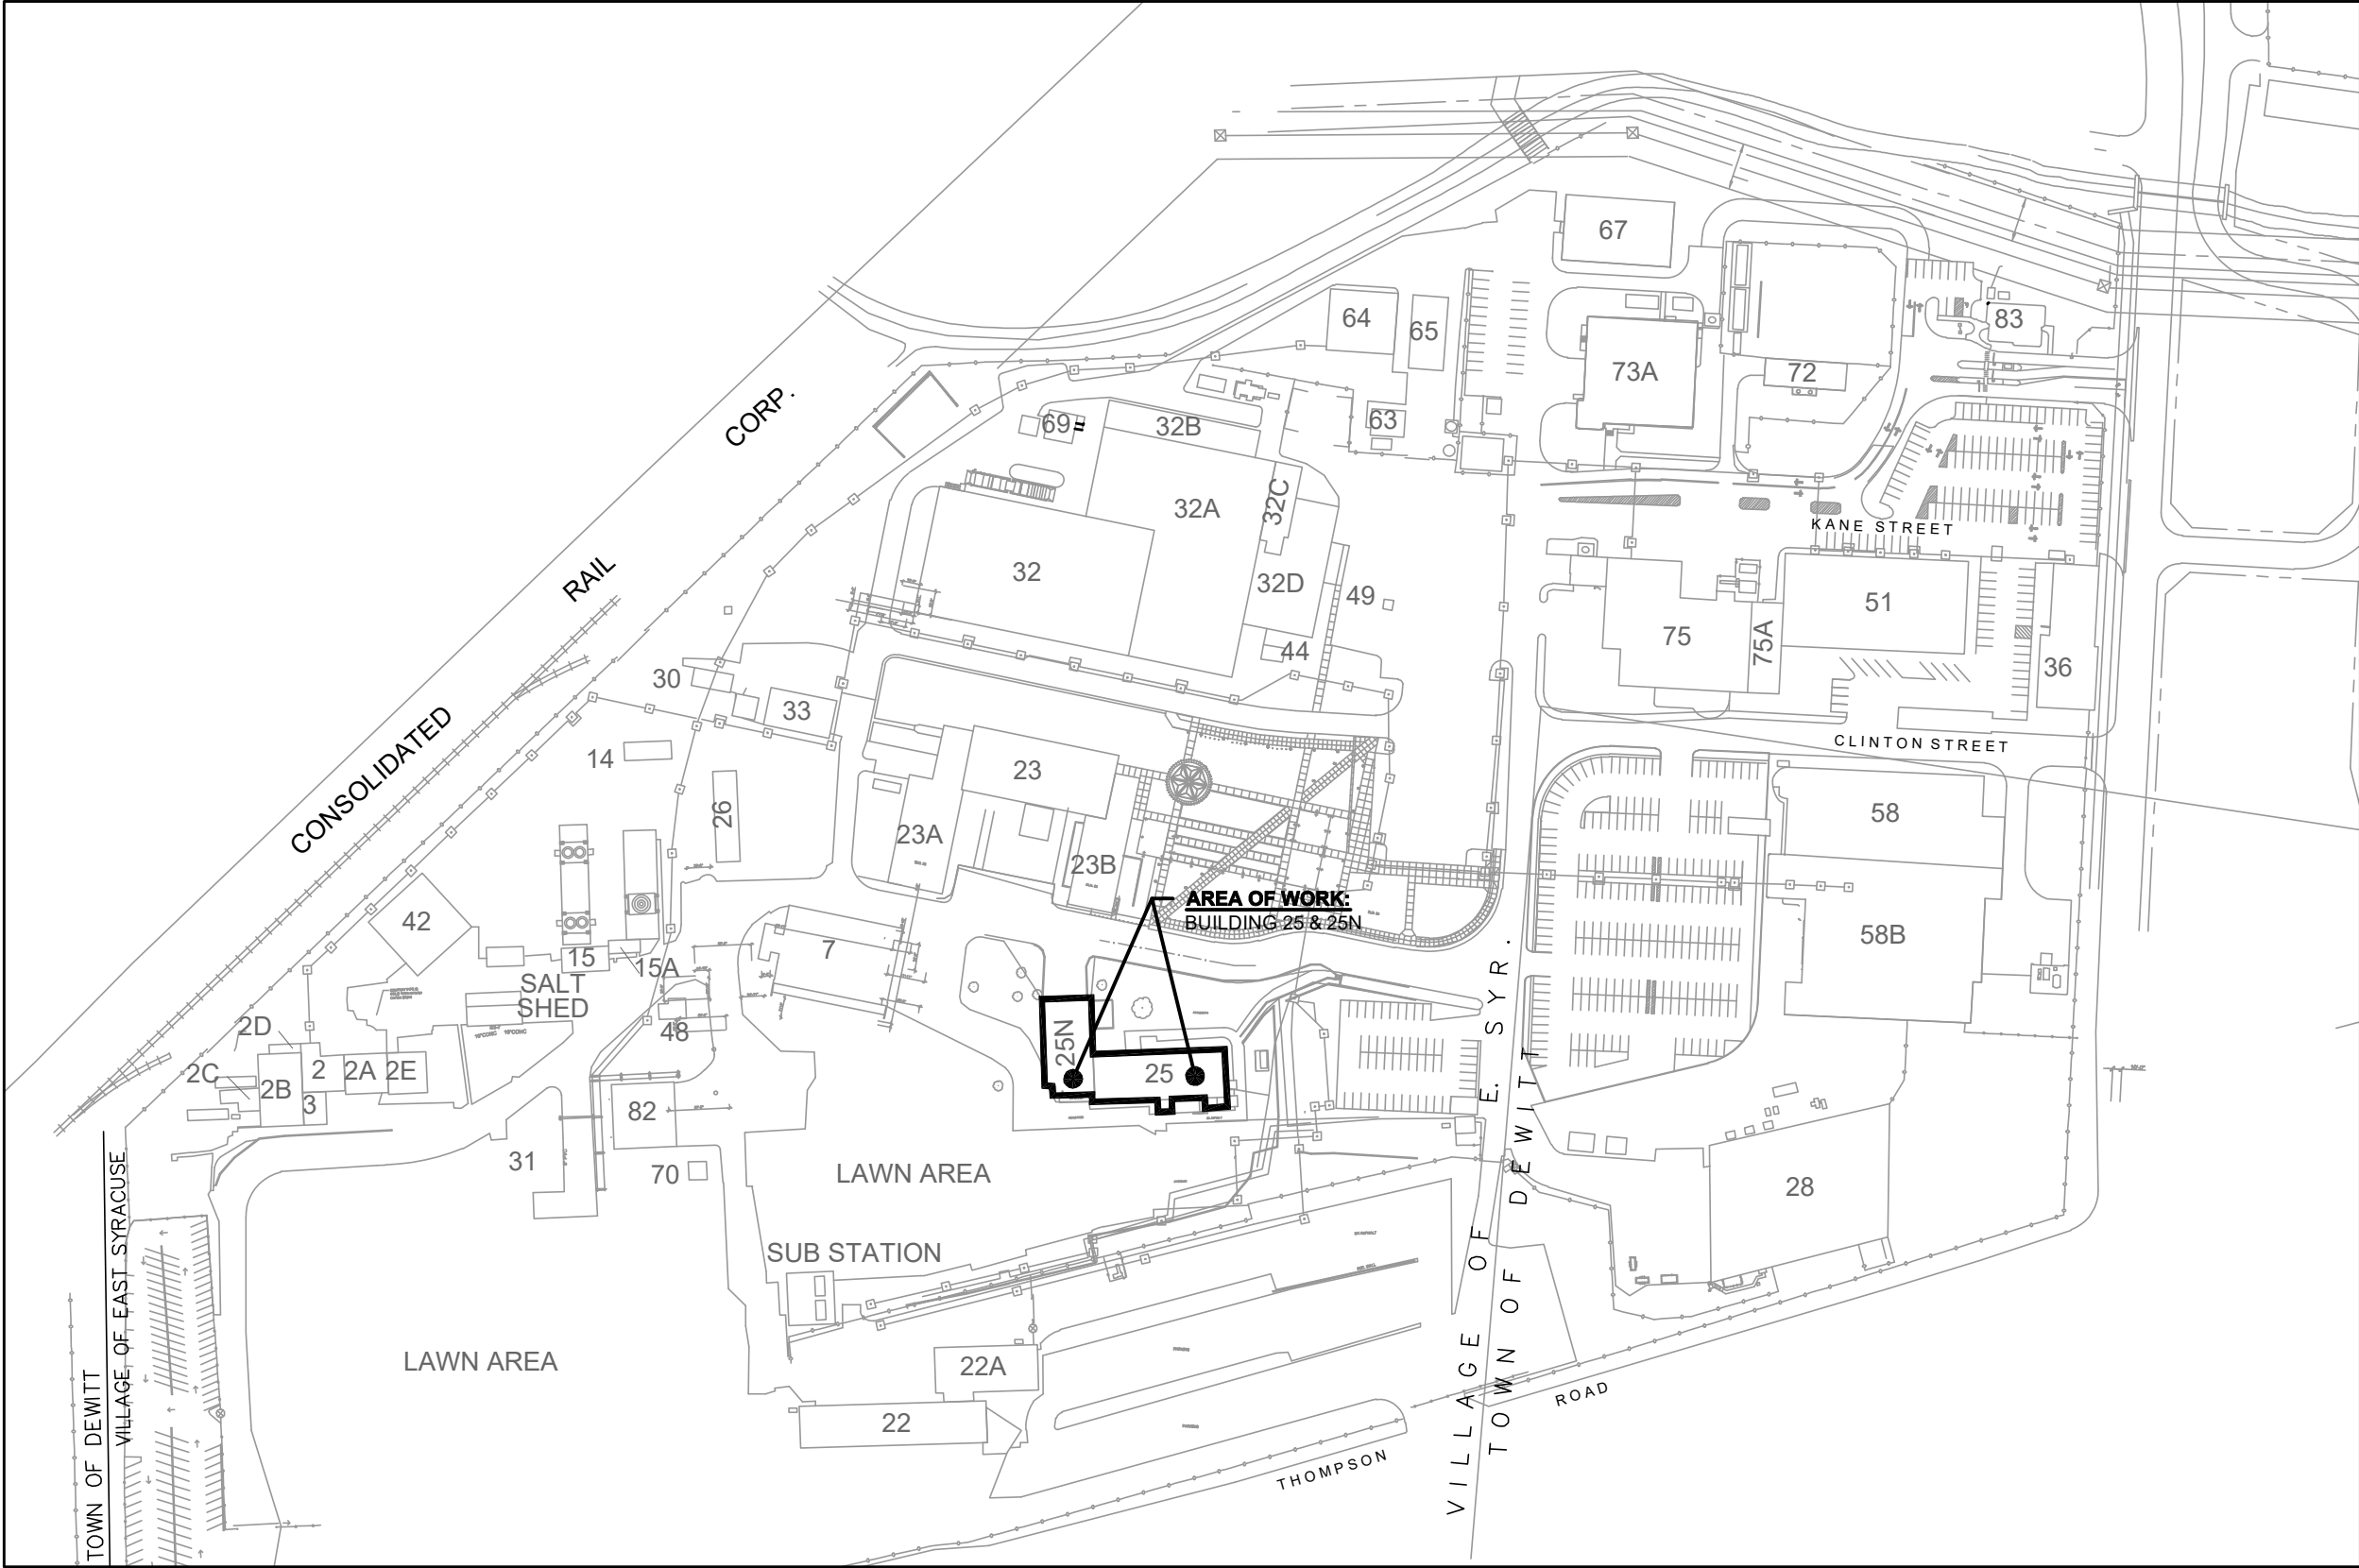 67
64
65
83
73A
72
CORP.
69
32B
63
32A
32C
KANE STREET
RAIL
32
32D
49
51
75
75A
44
36
30
33
CONSOLIDATED
14
CLINTON STREET
23
26
58
23A
23B
AREA OF WORK:
BUILDING 25 & 25N
42
7
58B
15
15A
SALT
SHED
48
2D
25N
25
2C
2B
2
2A
2E
3
82
31
70
LAWN AREA
28
SUB STATION
VILLAGE OF E. SYR.
TOWN OF DEWITT
LAWN AREA
22A
22
ROAD
THOMPSON
TOWN OF DEWITT
VILLAGE OF EAST SYRACUSE